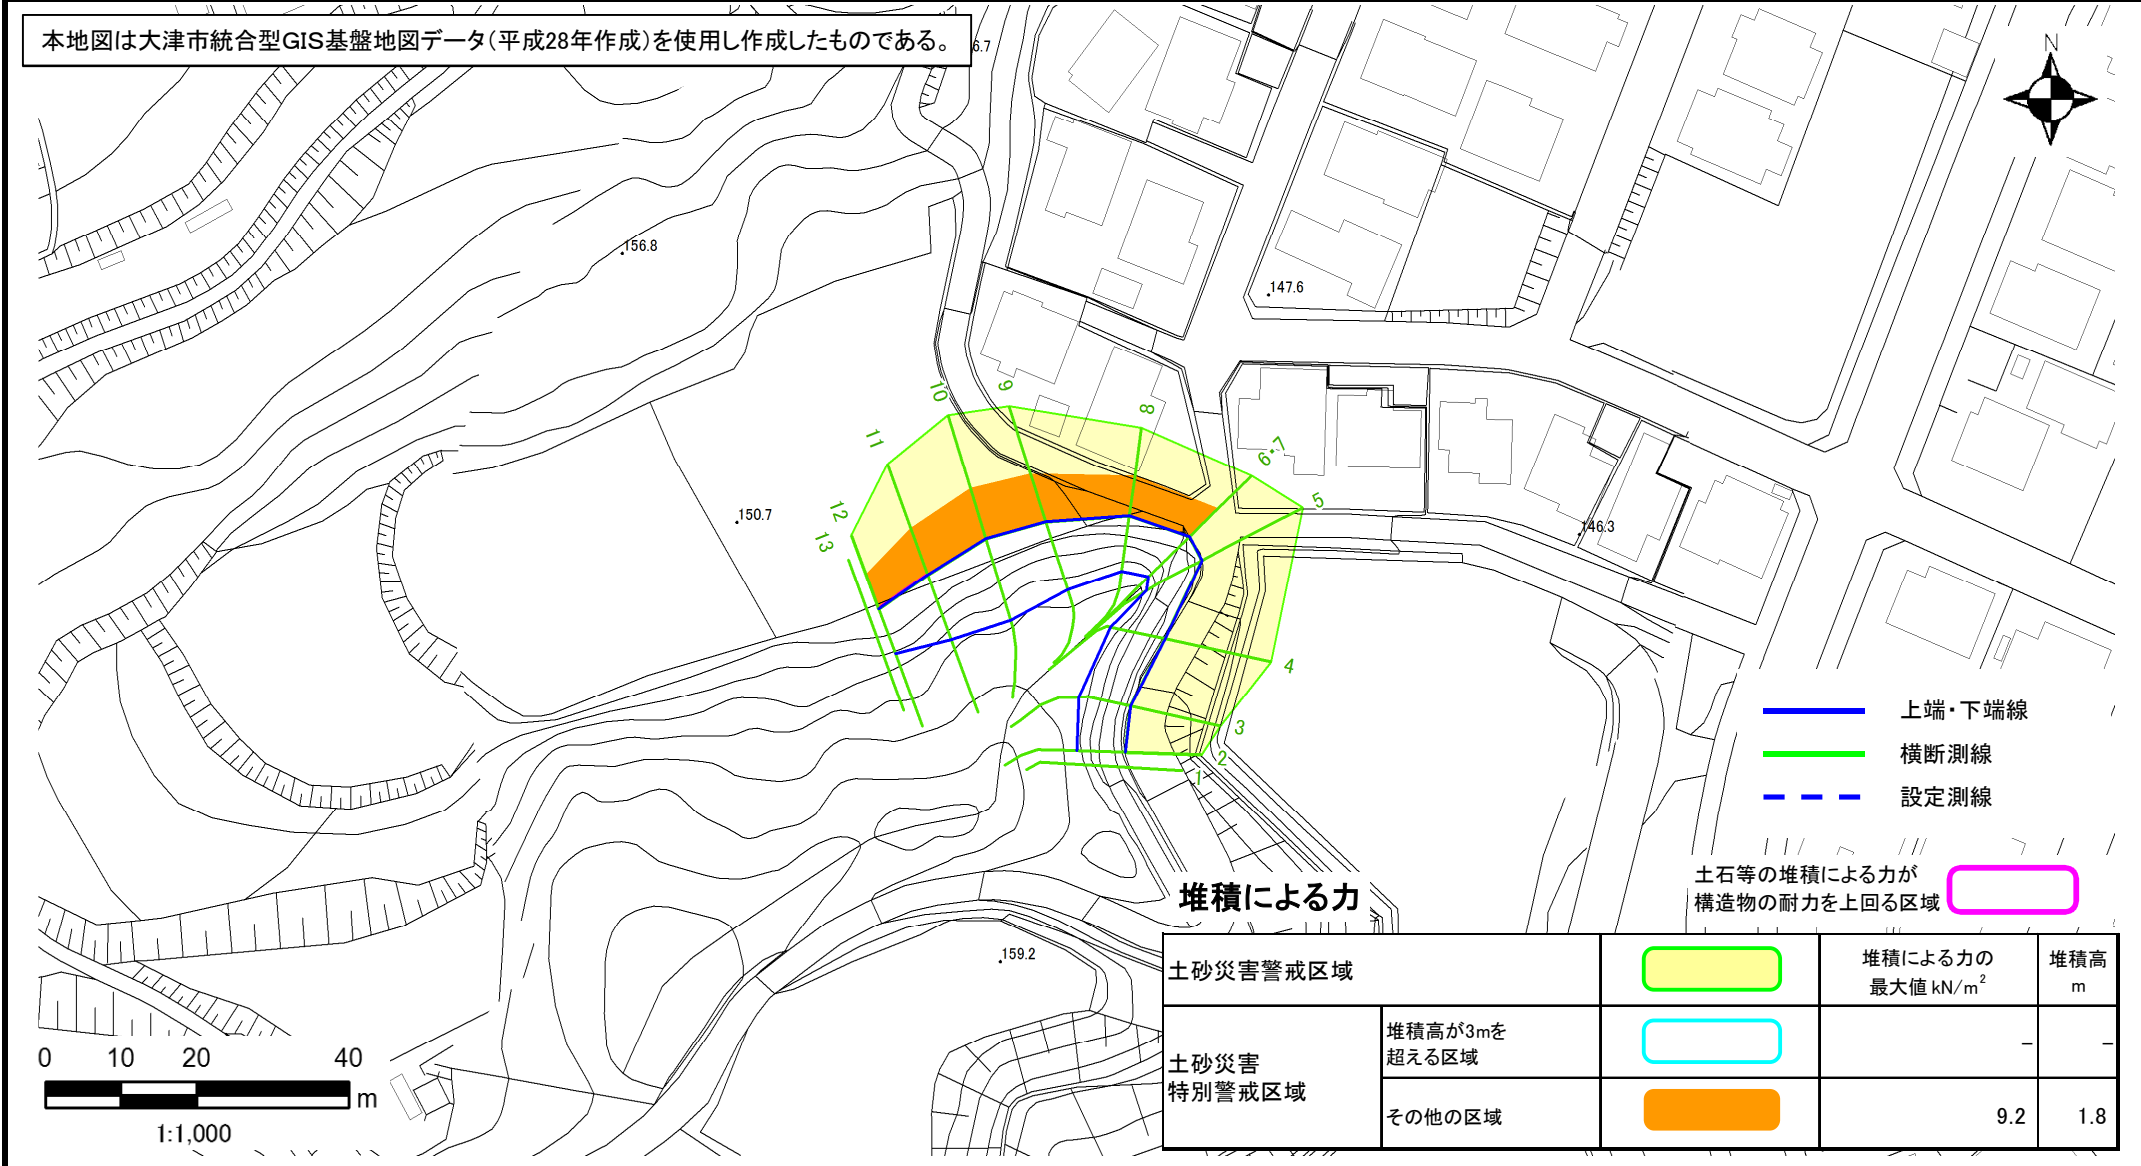 本地図は大津市統合型GIS基盤地図データ(平成28年作成)を使用し作成したものである。
6.7
N
156.8
147.6
10
9
8
11
6・7
5
12
13
150.7
146.3
4
3
2
1
上端・下端線
横断測線
設定測線
土石等の堆積による力が
構造物の耐力を上回る区域
堆積による力
159.2
土砂災害警戒区域
堆積による力の
最大値 kN/m²
堆積高
m
土砂災害
特別警戒区域
堆積高が3mを
超える区域
－
－
その他の区域
9.2
1.8
0 10 20 40
m
1:1,000